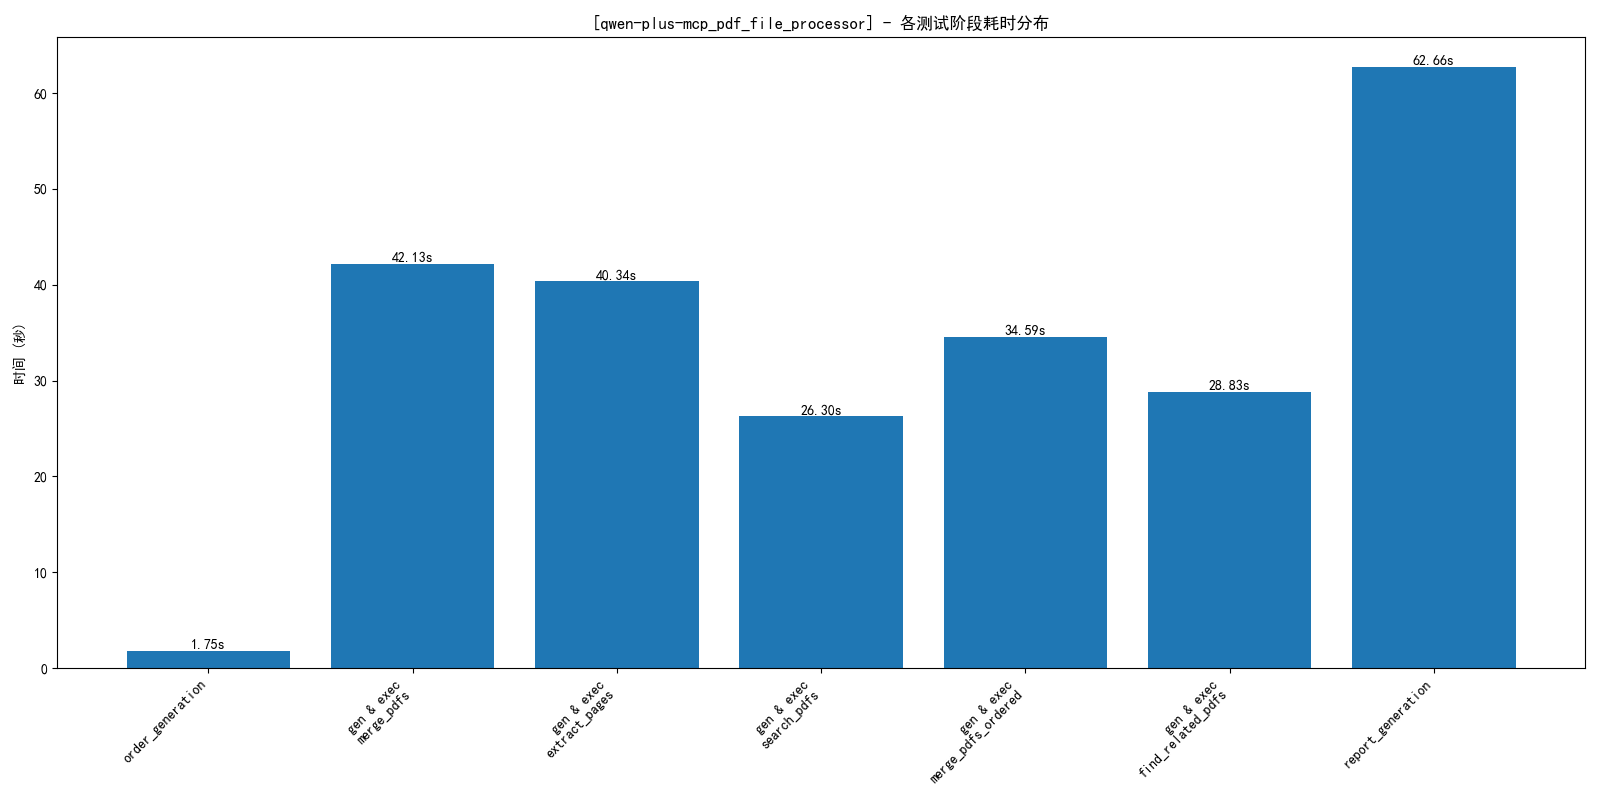 [qwen-plus-mcp_pdf_file_processor] - 各测试阶段耗时分布
时间 (秒)
60
50
40
30
20
10
0
1.75s
42.13s
40.34s
26.30s
34.59s
28.83s
62.66s
order_generation
gen & exec
merge_pdfs
gen & exec
extract_pages
gen & exec
search_pdfs
gen & exec
merge_pdfs_ordered
gen & exec
find_related_pdfs
report_generation